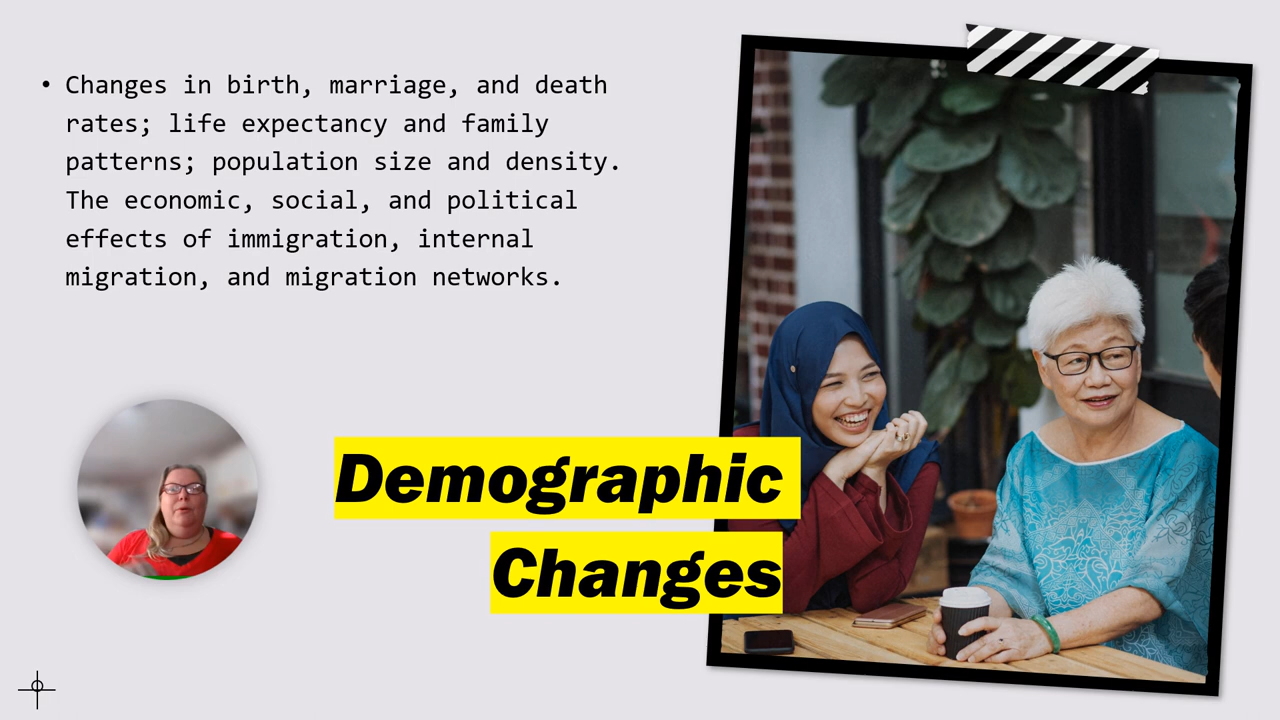 • Changes in birth, marriage, and death
rates; life expectancy and family
patterns; population size and density.
The economic, social, and political
effects of immigration, internal
migration, and migration networks.
Demographic
Changes